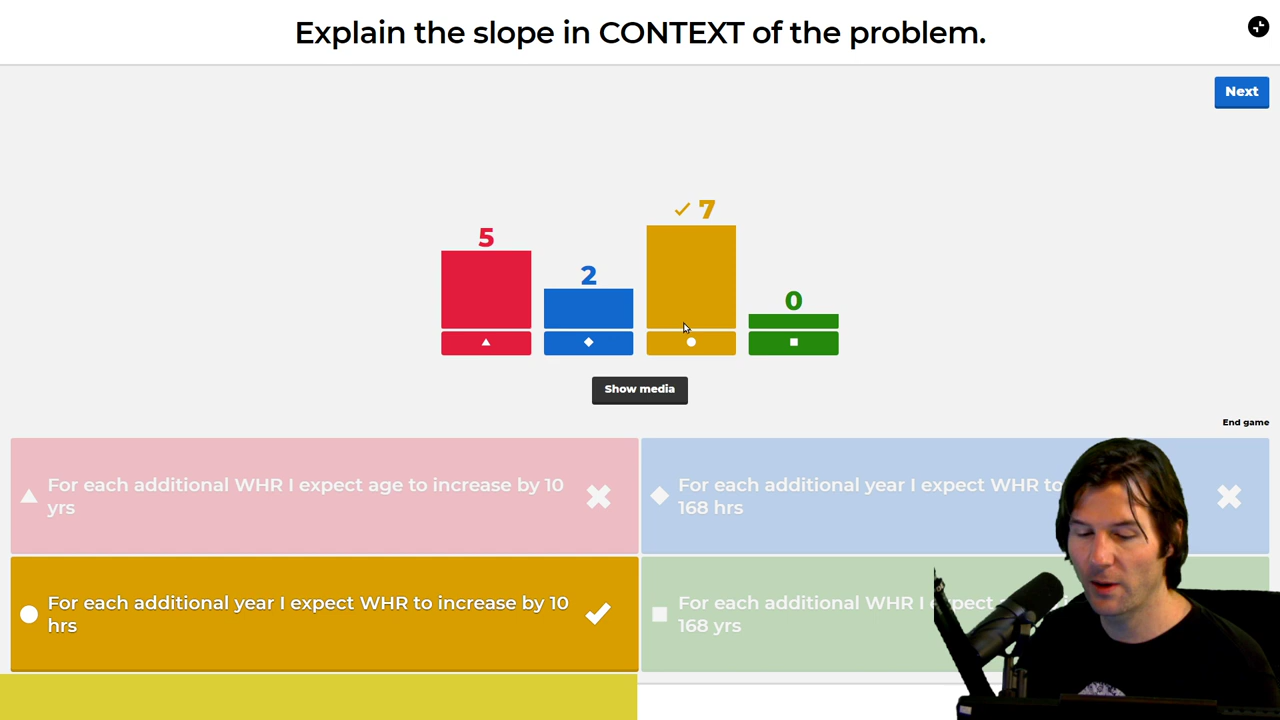 Explain the slope in CONTEXT of the problem.
Next
5
2
7
0
Show media
End game
For each additional WHR I expect age to increase by 10
yrs
For each additional year I expect WHR to
168 hrs
For each additional year I expect WHR to increase by 10
hrs
For each additional WHR I
168 yrs